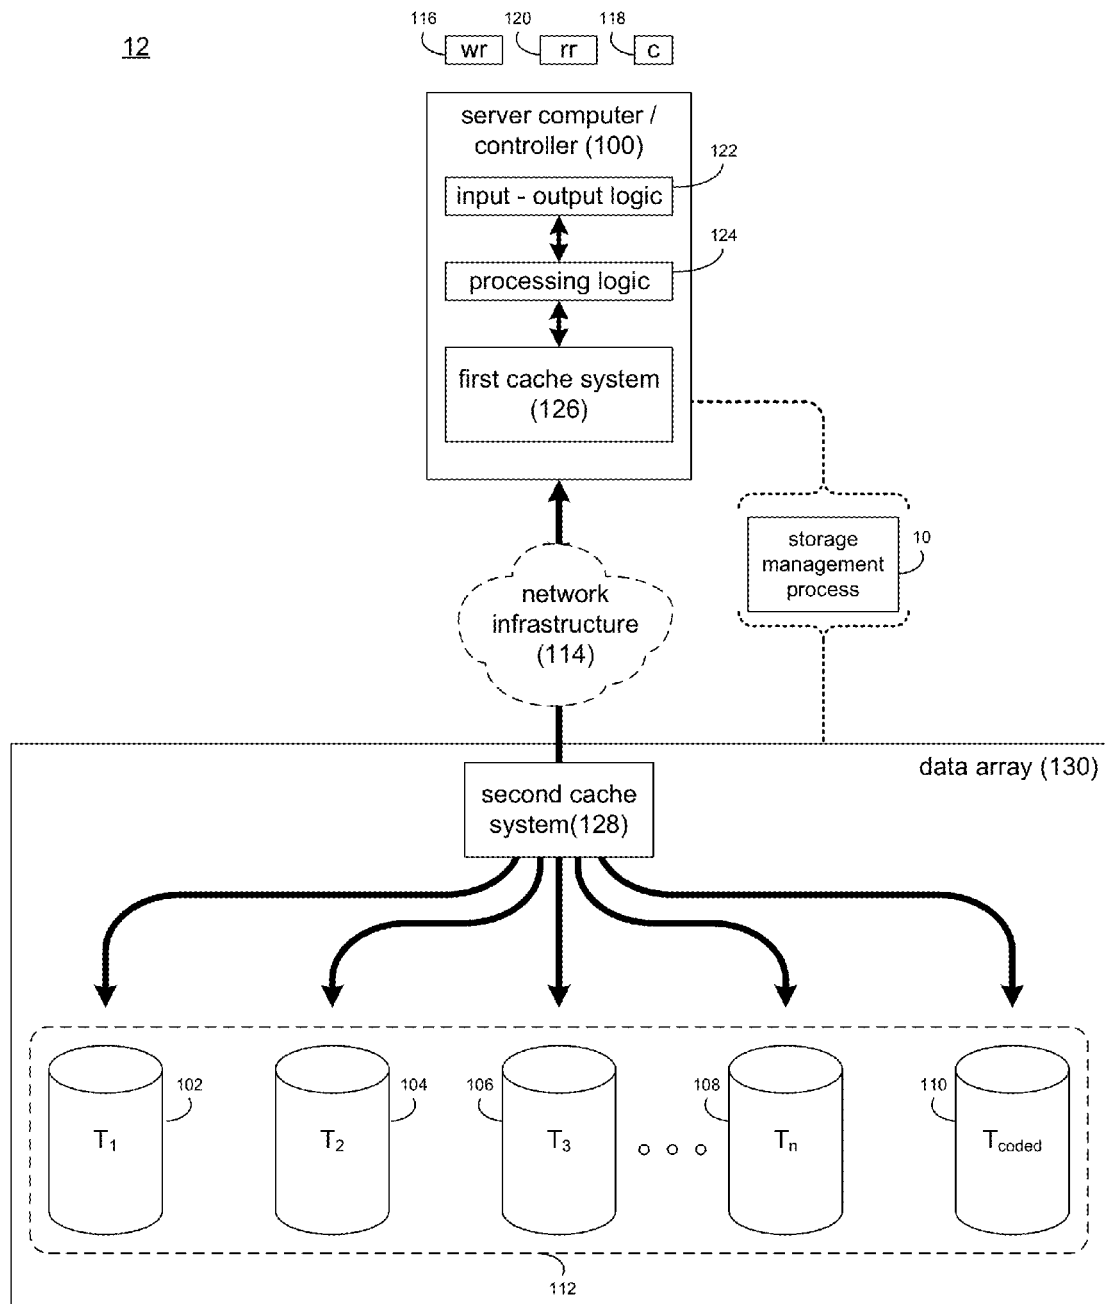 116 120 118
12 wr rr c
server computer /
controller (100)
122
input - output logic
124
processing logic
first cache system
(126)
10
storage
management
process
network
infrastructure
(114)
data array (130)
second cache
system(128)
102 104 106 108 110
T1 T2 T3 Tn Tcoded
112